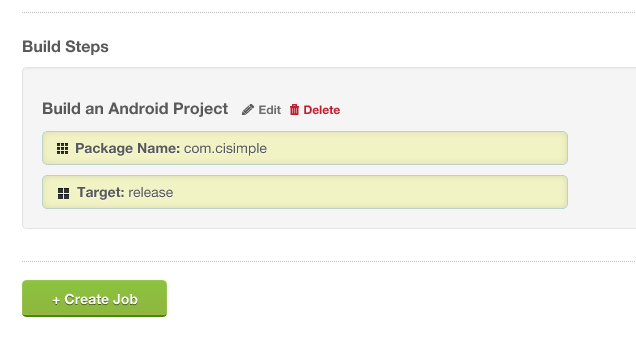 Build Steps
Build an Android Project Edit Delete
Package Name: com.cisimple
Target: release
+ Create Job